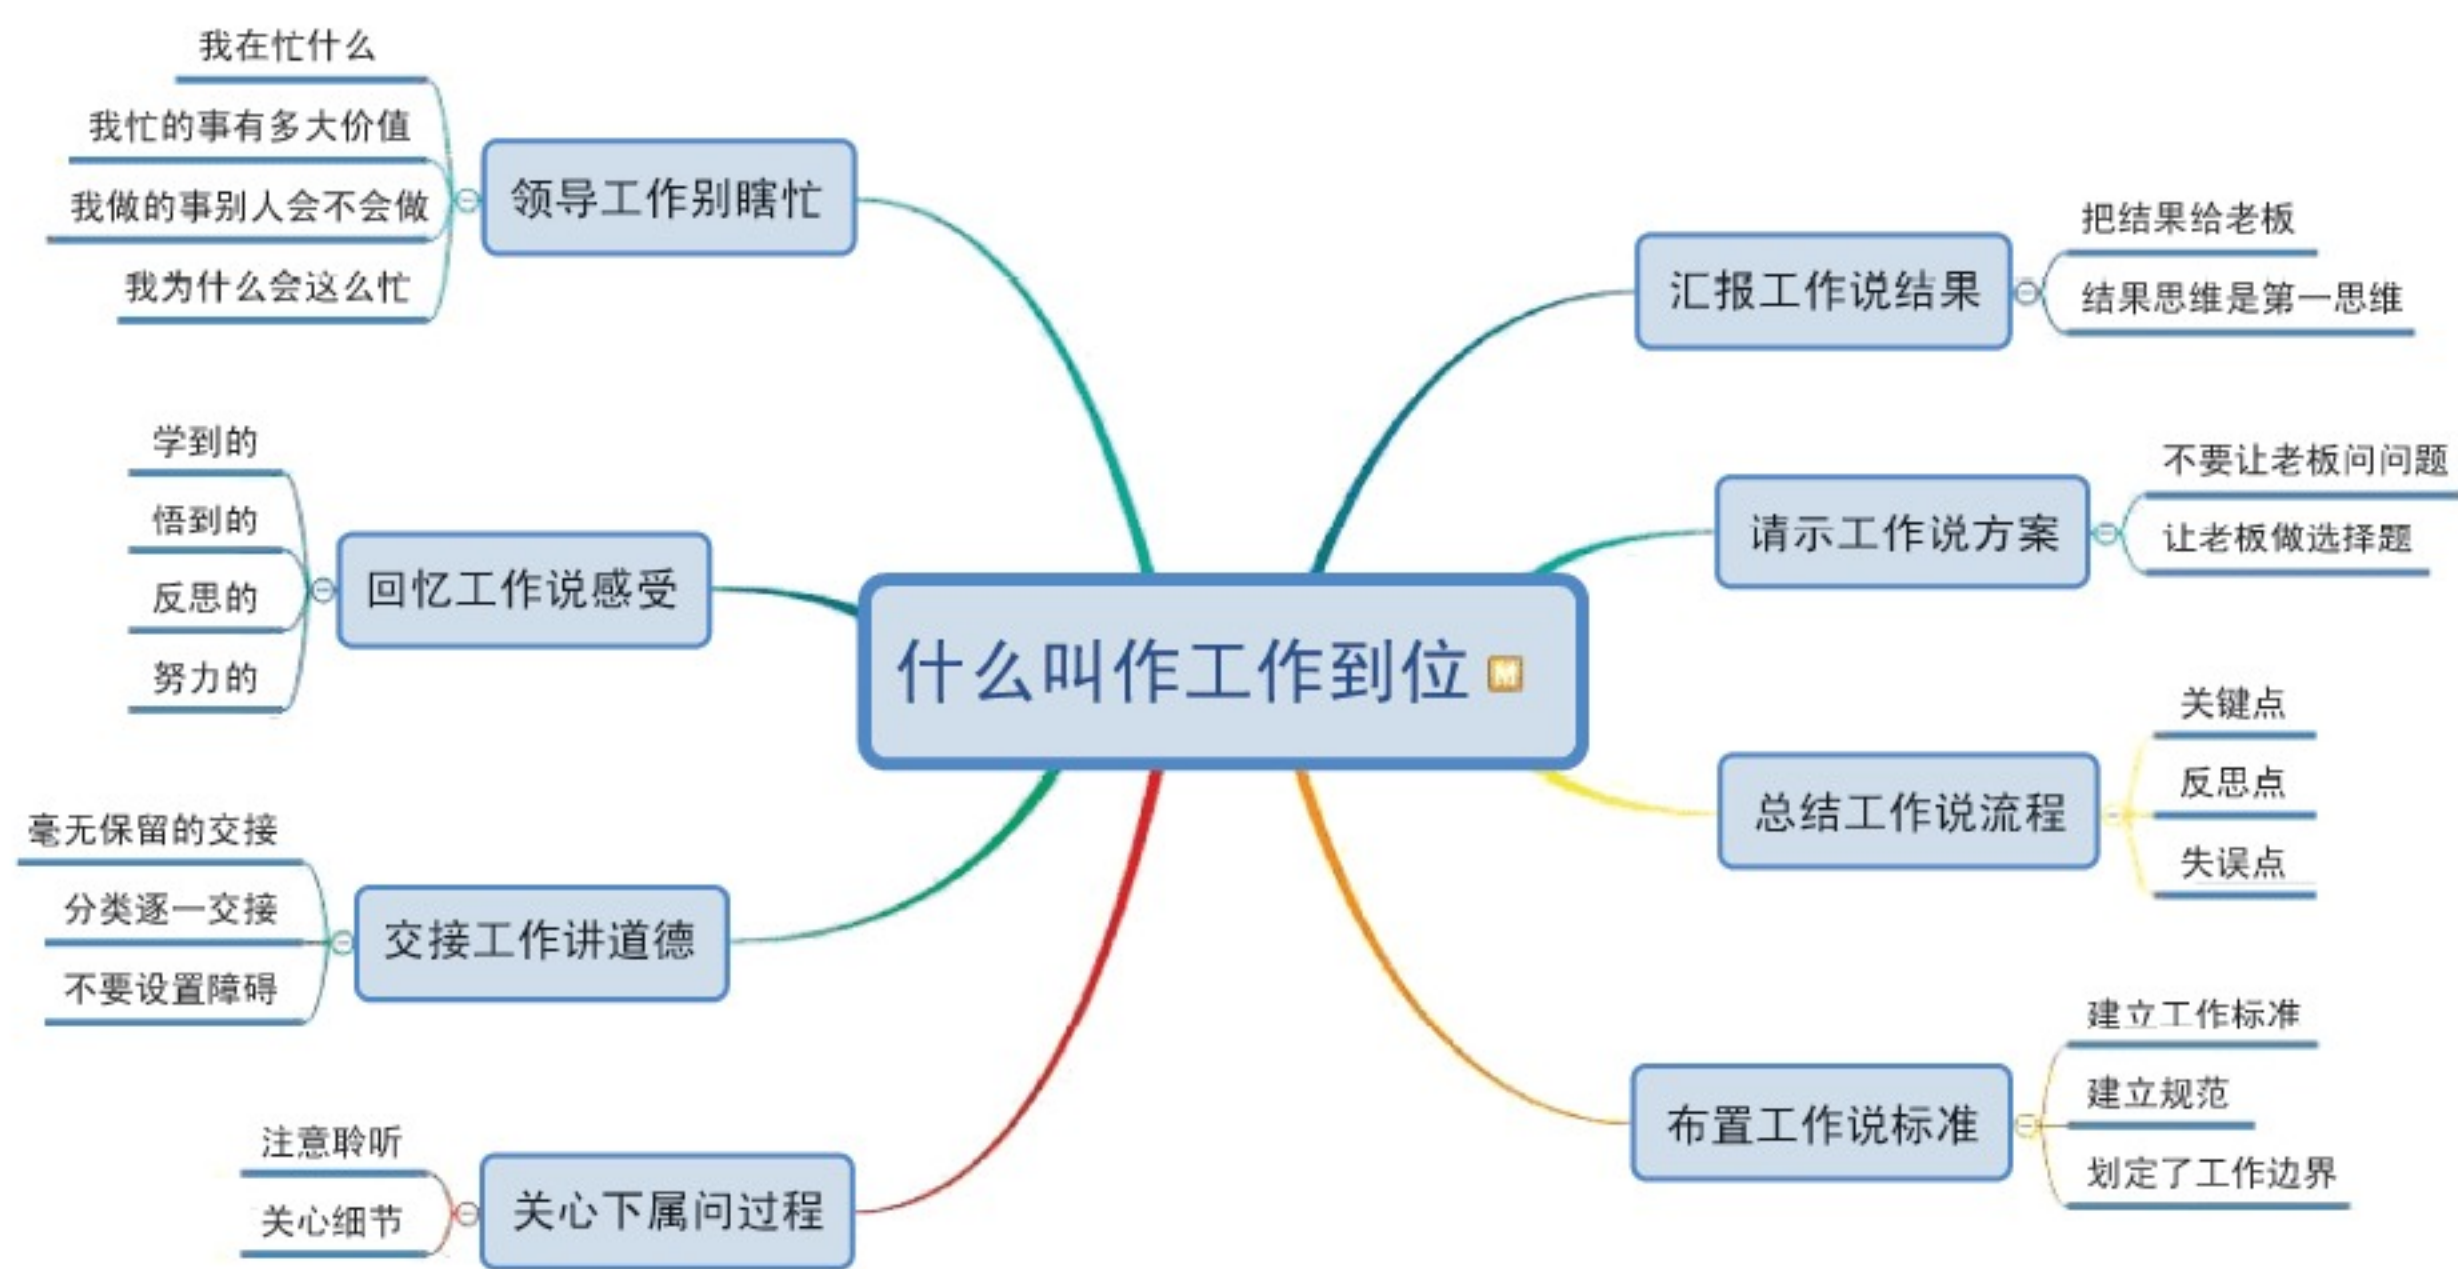 什么叫作工作到位
汇报工作说结果
把结果给老板
结果思维是第一思维
请示工作说方案
不要让老板问问题
让老板做选择题
总结工作说流程
关键点
反思点
失误点
布置工作说标准
建立工作标准
建立规范
划定了工作边界
关心下属问过程
注意聆听
关心细节
交接工作讲道德
毫无保留的交接
分类逐一交接
不要设置障碍
回忆工作说感受
学到的
悟到的
反思的
努力的
领导工作别瞎忙
我在忙什么
我忙的事有多大价值
我做的事别人会不会做
我为什么会这么忙